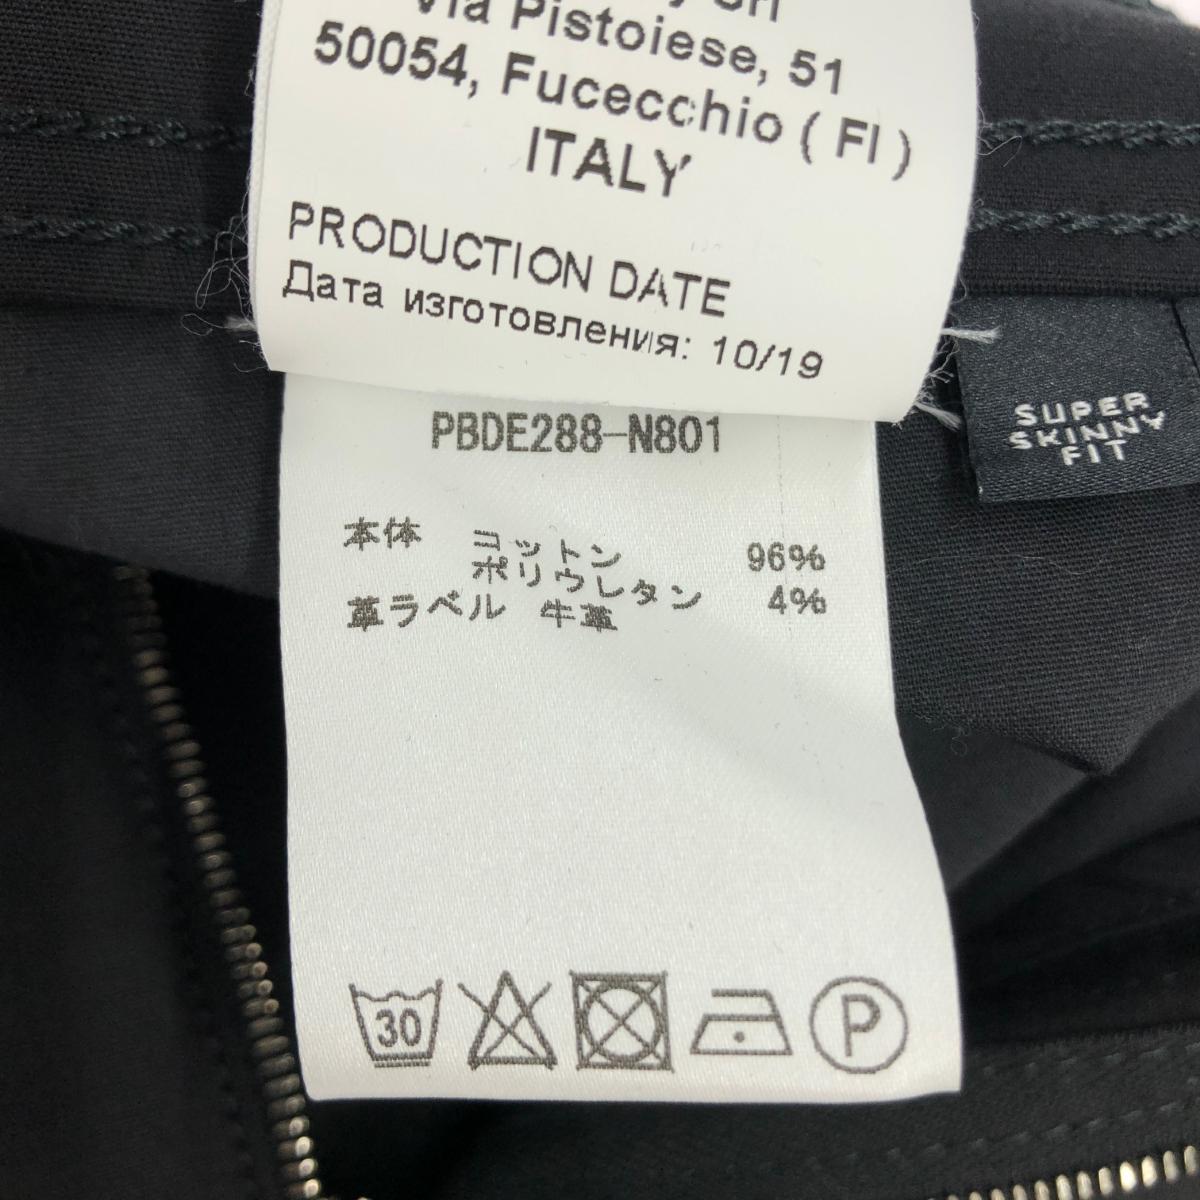 Srl
Via Pistoiese, 51
50054, Fucecchio ( FI )
ITALY
PRODUCTION DATE
Дата изготовления: 10/19
SUPER
SKINNY
FIT
PBDE288-N801
本体 コットン 96%
ポリウレタン 4%
革ラベル 牛革
30
P